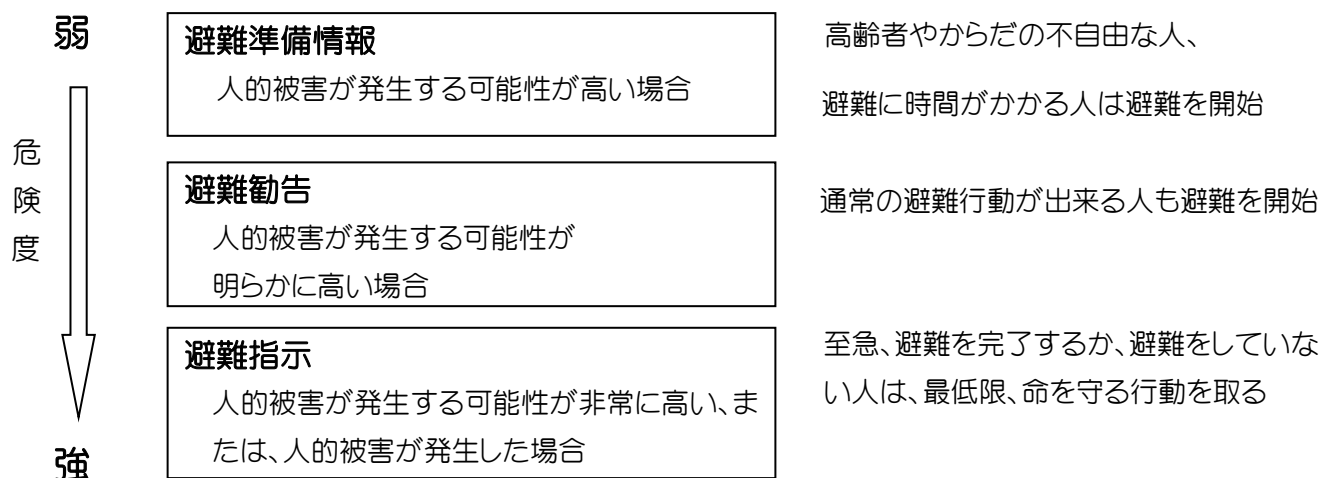 弱
危
険
度
強
避難準備情報
人的被害が発生する可能性が高い場合
高齢者やからだの不自由な人、
避難に時間がかかる人は避難を開始
避難勧告
人的被害が発生する可能性が
明らかに高い場合
通常の避難行動が出来る人も避難を開始
避難指示
人的被害が発生する可能性が非常に高い、ま
たは、人的被害が発生した場合
至急、避難を完了するか、避難をしていな
い人は、最低限、命を守る行動を取る